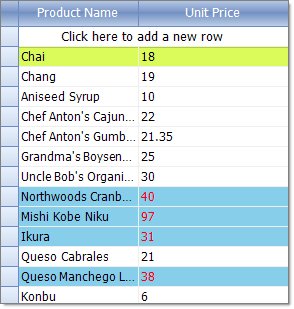 Product Name Unit Price
Click here to add a new row
Chai 18
Chang 19
Aniseed Syrup 10
Chef Anton's Cajun... 22
Chef Anton's Gumb... 21.35
Grandma's Boysen... 25
Uncle Bob's Organi... 30
Northwoods Cranb... 40
Mishi Kobe Niku 97
Ikura 31
Queso Cabrales 21
Queso Manchego L... 38
Konbu 6